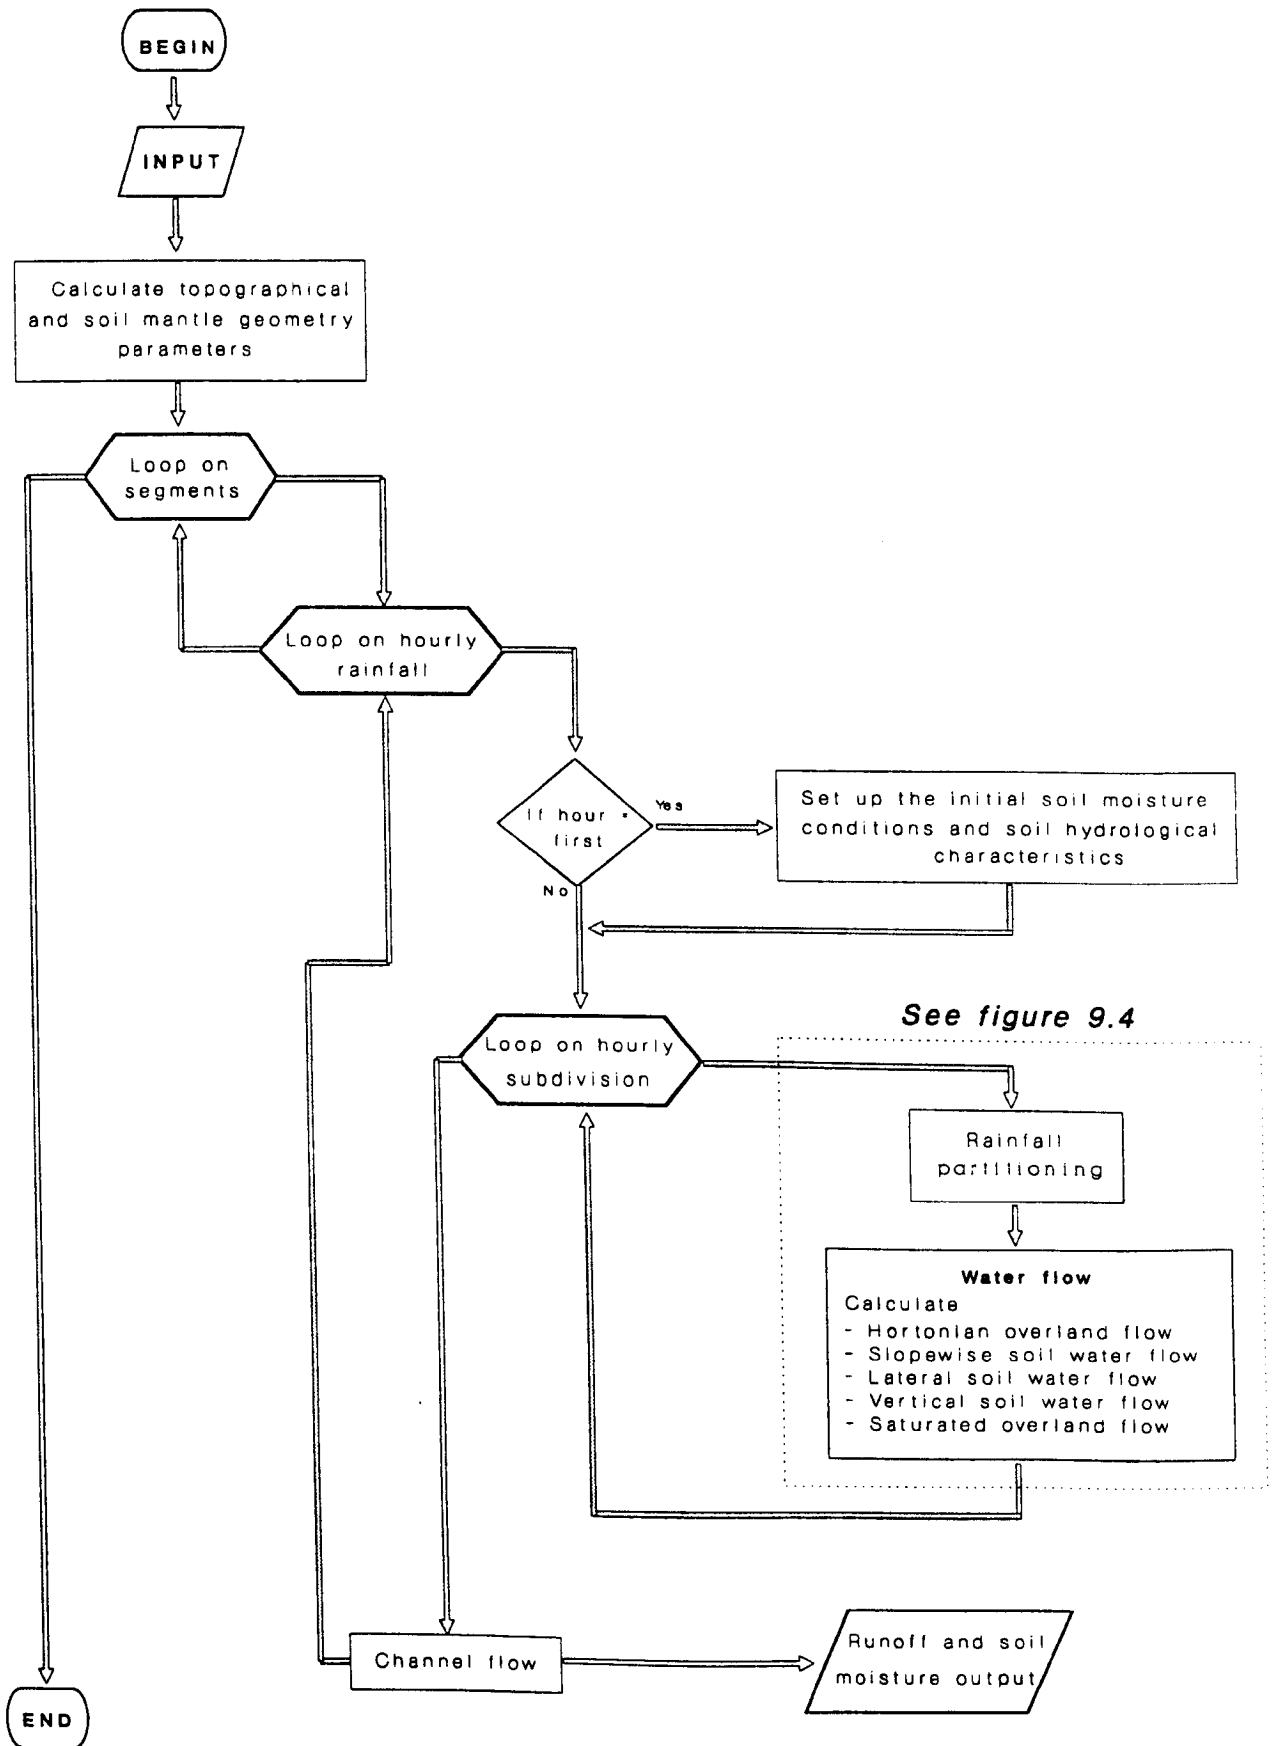 BEGIN
INPUT
Calculate topographical
and soil mantle geometry
parameters
Loop on
segments
Loop on hourly
rainfall
If hour =
first
Yes
No
Set up the initial soil moisture
conditions and soil hydrological
characteristics
See figure 9.4
Loop on hourly
subdivision
Rainfall
partitioning
Water flow
Calculate
- Hortonian overland flow
- Slopewise soil water flow
- Lateral soil water flow
- Vertical soil water flow
- Saturated overland flow
Channel flow
Runoff and soil
moisture output
END